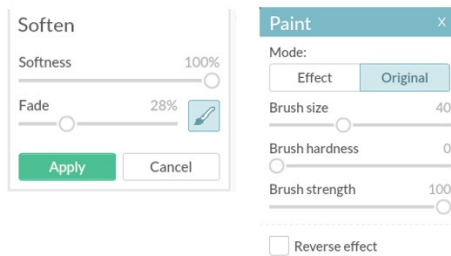 Soften
Softness 100%
Fade 28%
Apply Cancel
Paint X
Mode:
Effect Original
Brush size 40
Brush hardness 0
Brush strength 100
Reverse effect